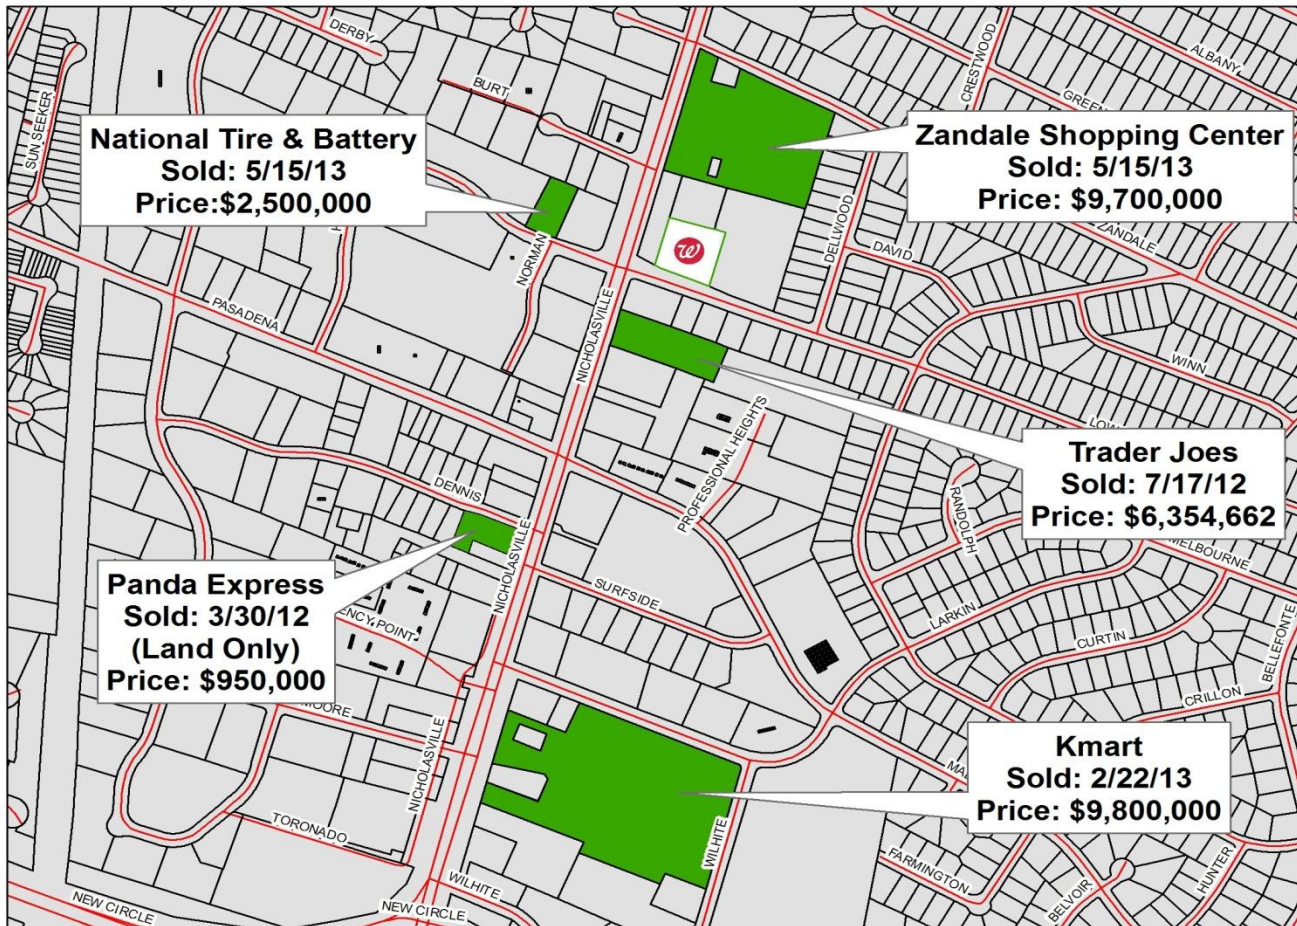 DERBY
ALBANY
CRESTWOOD
BURT
SUN SEEKER
National Tire & Battery
Sold: 5/15/13
Price:$2,500,000
Zandale Shopping Center
Sold: 5/15/13
Price: $9,700,000
DELLWOOD
ZANDALE
DAVID
NORMAN
W
PASADENA
NICHOLASVILLE
WINN
PROFESSIONAL HEIGHTS
Trader Joes
Sold: 7/17/12
Price: $6,354,662
DENNIS
RANDOLPH
MELBOURNE
NICHOLASVILLE
Panda Express
Sold: 3/30/12
(Land Only)
Price: $950,000
SURFSIDE
LARKIN
CURTIN
BELLEFONTE
ENCY POINT
CRILLON
MOORE
NICHOLASVILLE
Kmart
Sold: 2/22/13
Price: $9,800,000
TORONADO
WILHITE
FARMINGTON
HUNTER
BELVOIR
WILHITE
NEW CIRCLE
NEW CIRCLE